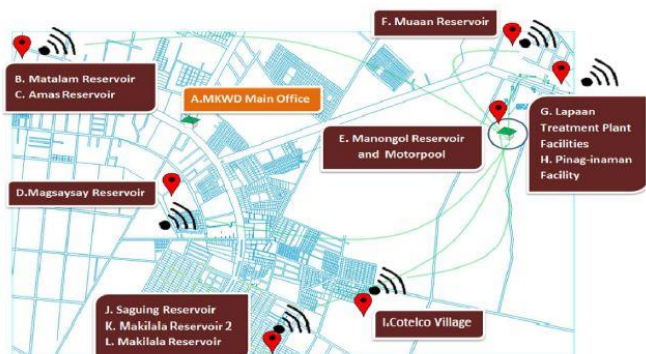 F. Muaan Reservoir
B. Matalam Reservoir
C. Amas Reservoir
A.MKWD Main Office
E. Manongol Reservoir
and Motorpool
G. Lapaan
Treatment Plant
Facilities
H. Pinag-inaman
Facility
D.Magsaysay Reservoir
J. Saguing Reservoir
K. Makilala Reservoir 2
L. Makilala Reservoir
I.Cotelco Village